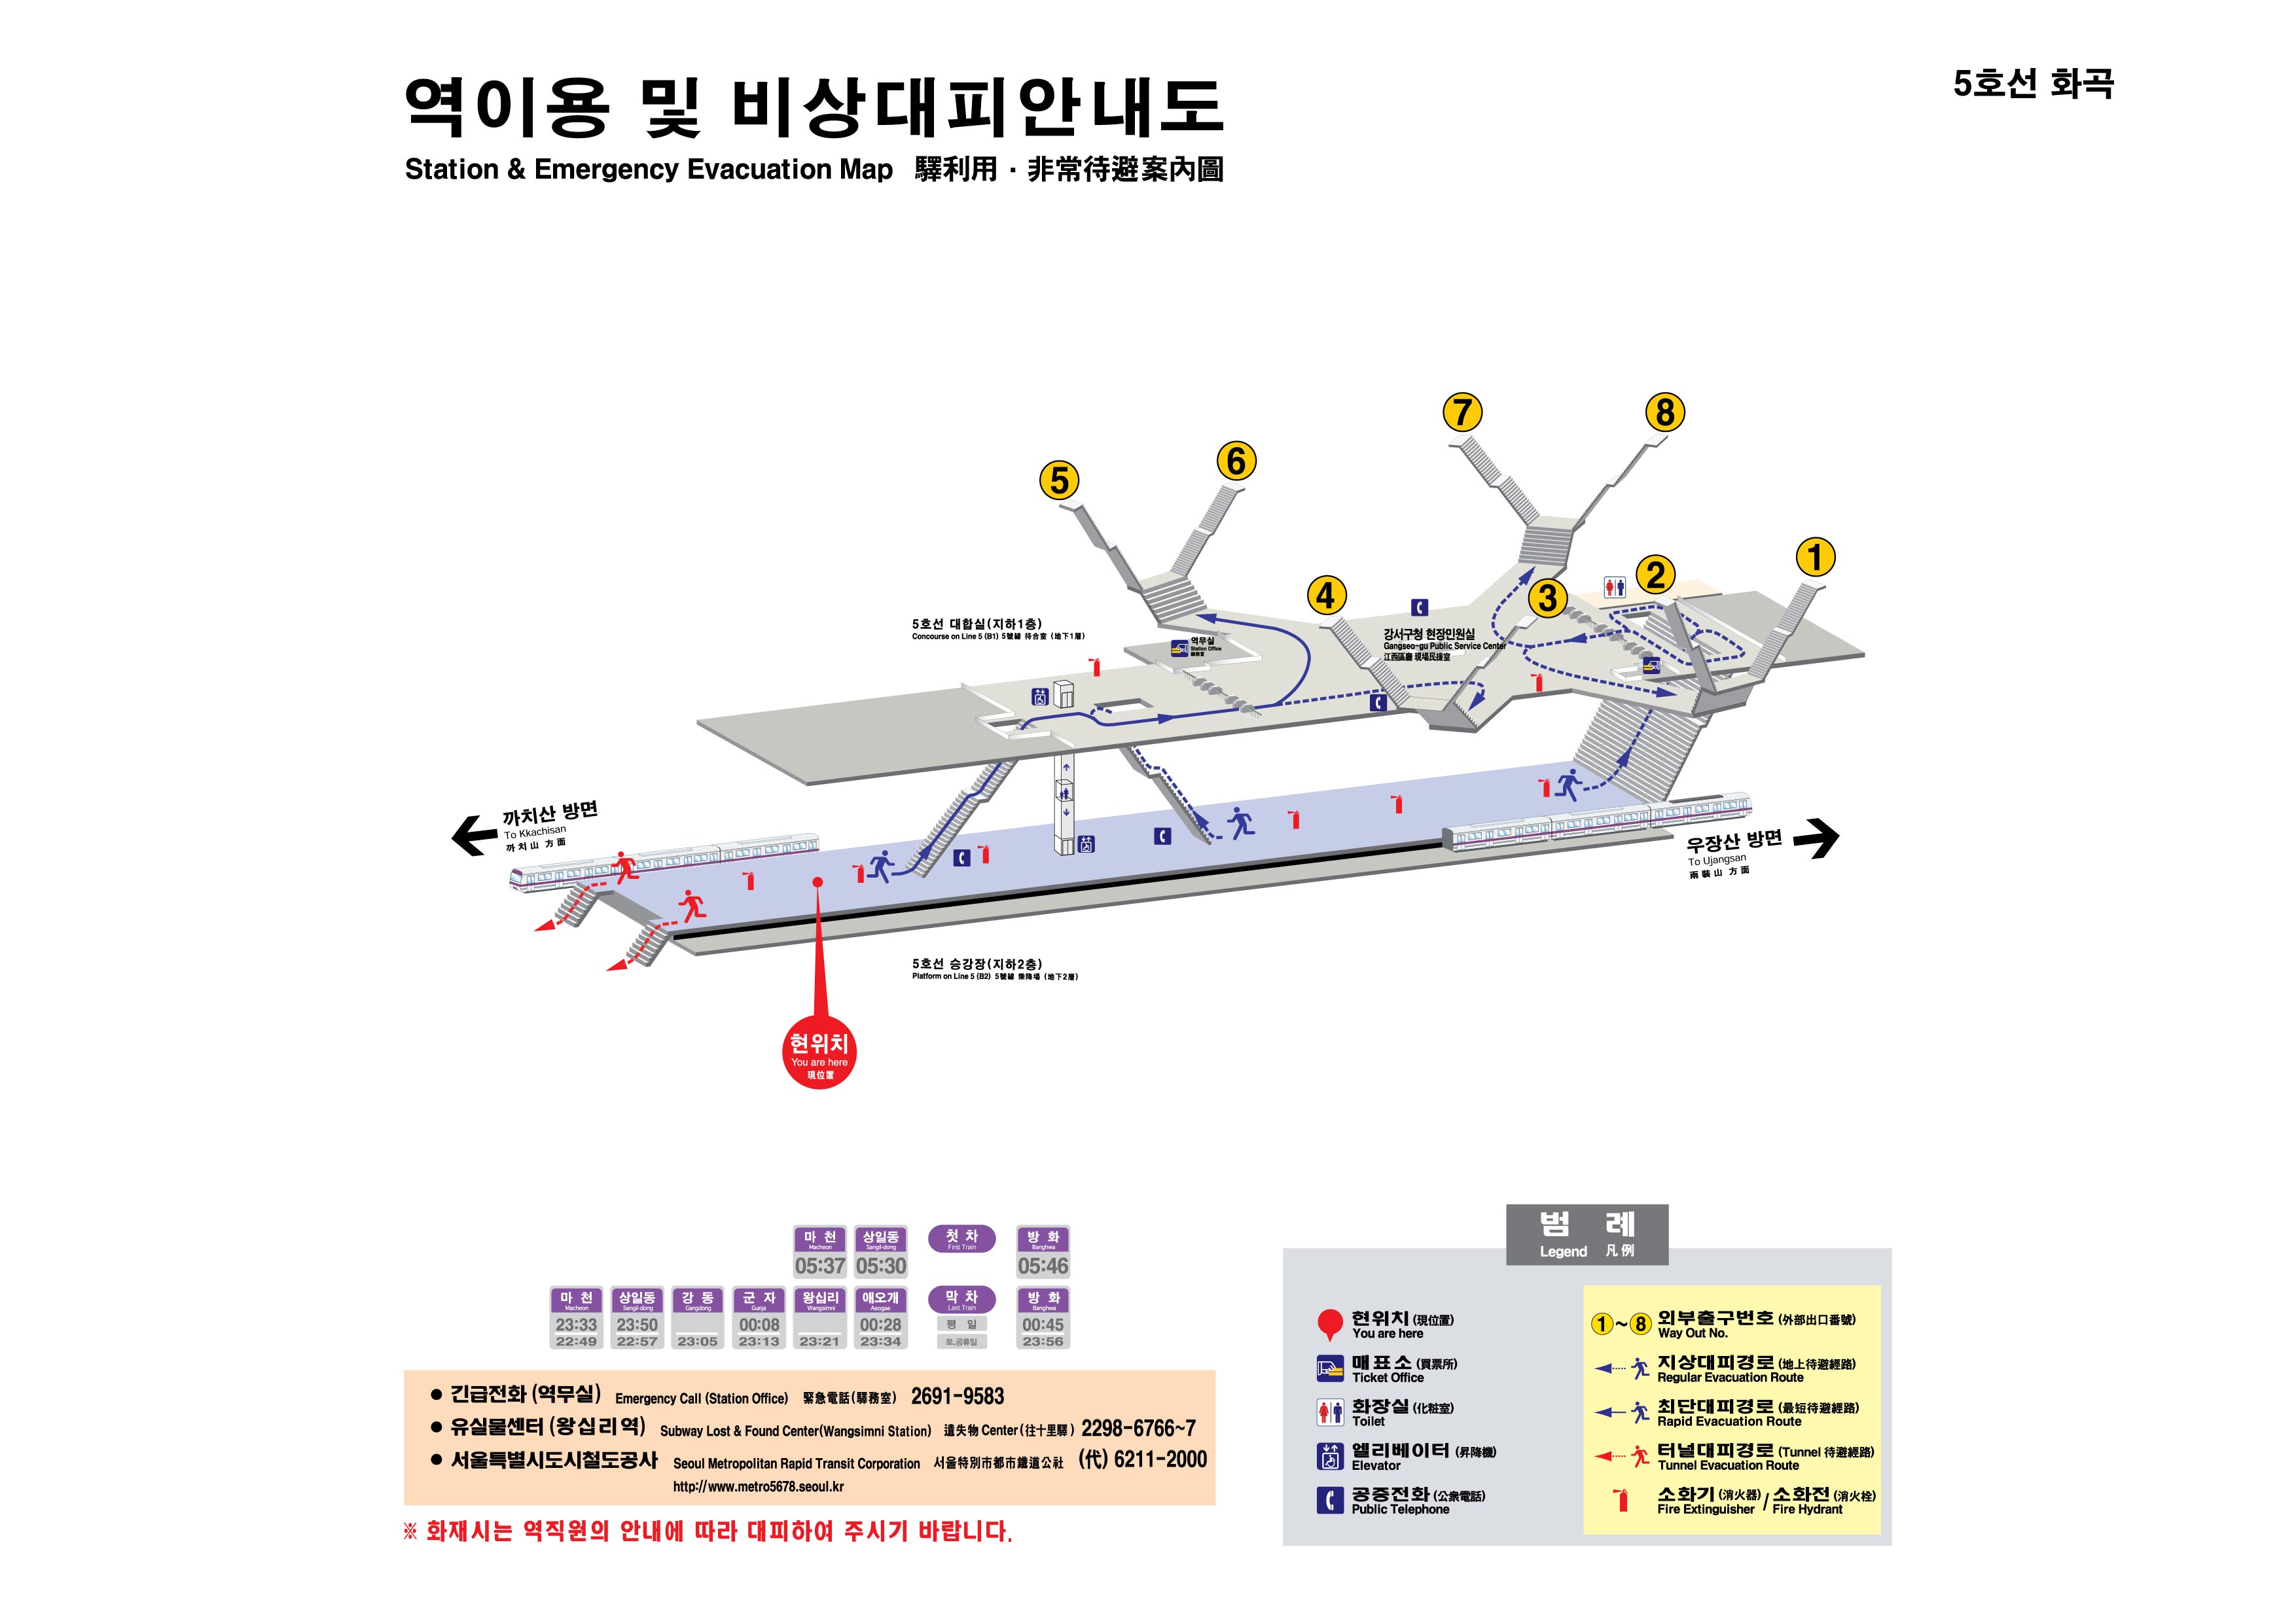 역이용 및 비상대피안내도
Station & Emergency Evacuation Map 驛利用 · 非常待避案內圖
5호선 화곡
7
8
6
5
1
2
3
4
5호선 대합실(지하1층)
Concourse on Line 5 (B1) 5號線 待合室 (地下1層)
역무실
Station Office
驛務室
강서구청 현장민원실
Gangseo-gu Public Service Center
江西區廳 現場民援室
까치산 방면
To Kkachisan
까치山 方面
우장산 방면
To Ujangsan
雨裝山 方面
5호선 승강장(지하2층)
Platform on Line 5 (B2) 5號線 乘降場 (地下2層)
현위치
You are here
現位置
마 천 상일동 첫 차 방 화
Macheon Sangil-dong First Train Banghwa
05:37 05:30 05:46
마 천 상일동 강 동 군 자 왕십리 애오개 막 차 방 화
Macheon Sangil-dong Gangdong Gunja Wangsimni Aeogae Last Train Banghwa
23:33 23:50 00:08 00:28 평 일 00:45
22:49 22:57 23:05 23:13 23:21 23:34 토,공휴일 23:56
● 긴급전화 (역무실) Emergency Call (Station Office) 緊急電話(驛務室) 2691-9583
● 유실물센터 (왕십리역) Subway Lost & Found Center(Wangsimni Station) 遺失物 Center(往十里驛) 2298-6766~7
● 서울특별시도시철도공사 Seoul Metropolitan Rapid Transit Corporation 서울特別市都市鐵道公社 (代) 6211-2000
http://www.metro5678.seoul.kr
※ 화재시는 역직원의 안내에 따라 대피하여 주시기 바랍니다.
범 례
Legend 凡例
현위치 (現位置)
You are here
매표소 (買票所)
Ticket Office
화장실 (化粧室)
Toilet
엘리베이터 (昇降機)
Elevator
공중전화 (公衆電話)
Public Telephone
1~8 외부출구번호 (外部出口番號)
Way Out No.
지상대피경로 (地上待避經路)
Regular Evacuation Route
최단대피경로 (最短待避經路)
Rapid Evacuation Route
터널대피경로 (Tunnel 待避經路)
Tunnel Evacuation Route
소화기 (消火器) / 소화전 (消火栓)
Fire Extinguisher / Fire Hydrant